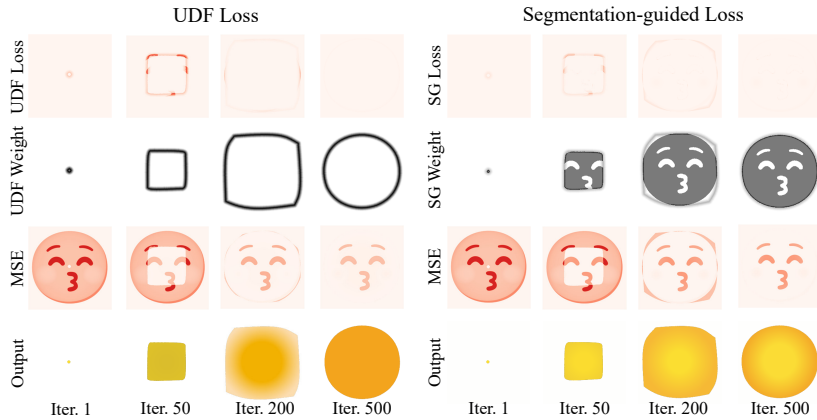 UDF Loss
Segmentation-guided Loss
UDF Loss
SG Loss
UDF Weight
SG Weight
MSE
MSE
Output
Output
Iter. 1
Iter. 50
Iter. 200
Iter. 500
Iter. 1
Iter. 50
Iter. 200
Iter. 500